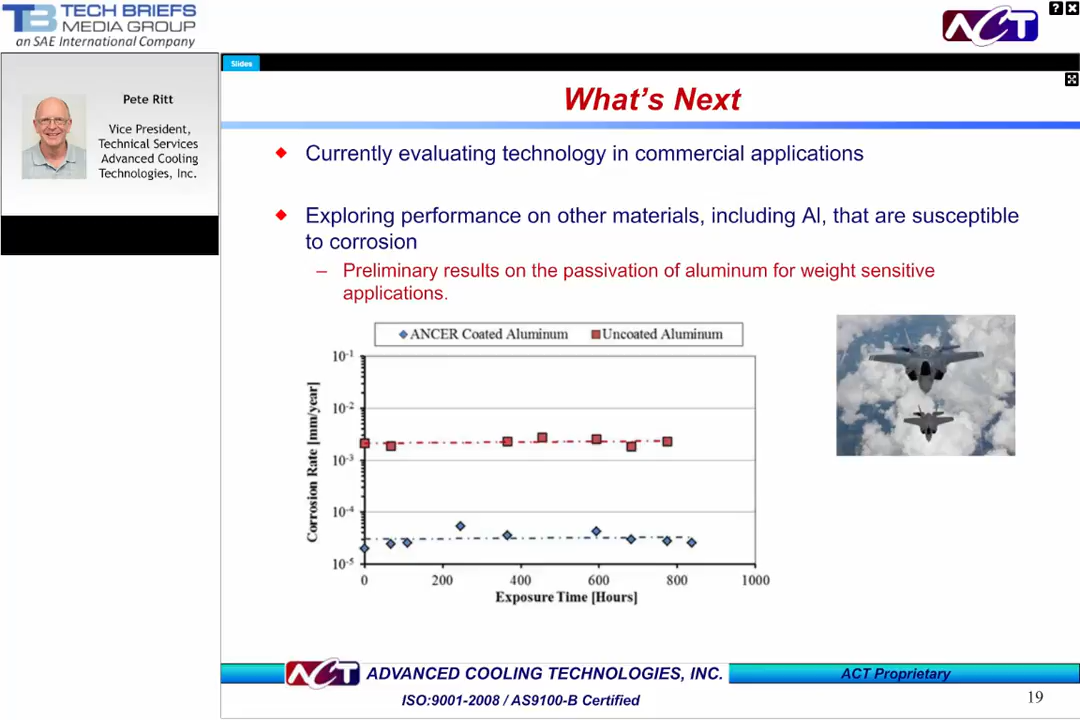 TECH BRIEFS
MEDIA GROUP
an SAE International Company
ACT
?
Pete Ritt
Vice President,
Technical Services
Advanced Cooling
Technologies, Inc.
Slides
What's Next
Currently evaluating technology in commercial applications
Exploring performance on other materials, including Al, that are susceptible
to corrosion
– Preliminary results on the passivation of aluminum for weight sensitive
applications.
ANCER Coated Aluminum Uncoated Aluminum
Corrosion Rate [mm/year]
10-1
10-2
10-3
10-4
10-5
0 200 400 600 800 1000
Exposure Time [Hours]
ACT ADVANCED COOLING TECHNOLOGIES, INC. ACT Proprietary
ISO:9001-2008 / AS9100-B Certified
19